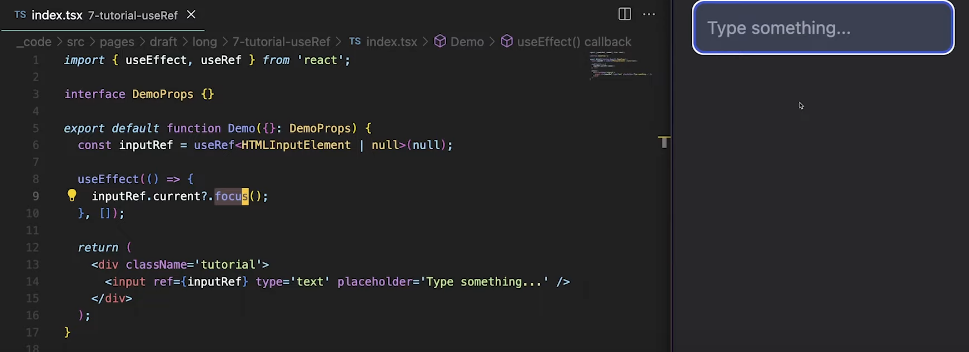 TS index.tsx 7-tutorial-useRef ×
_code > src > pages > draft > long > 7-tutorial-useRef > TS index.tsx > Demo > useEffect() callback
1 import { useEffect, useRef } from 'react';
2
3 interface DemoProps {}
4
5 export default function Demo({}: DemoProps) {
6 const inputRef = useRef<HTMLInputElement | null>(null);
7
8 useEffect(() => {
9 inputRef.current?.focus();
10 }, []);
11
12 return (
13 <div className='tutorial'>
14 <input ref={inputRef} type='text' placeholder='Type something...' />
15 </div>
16 );
17 }
18
Type something...